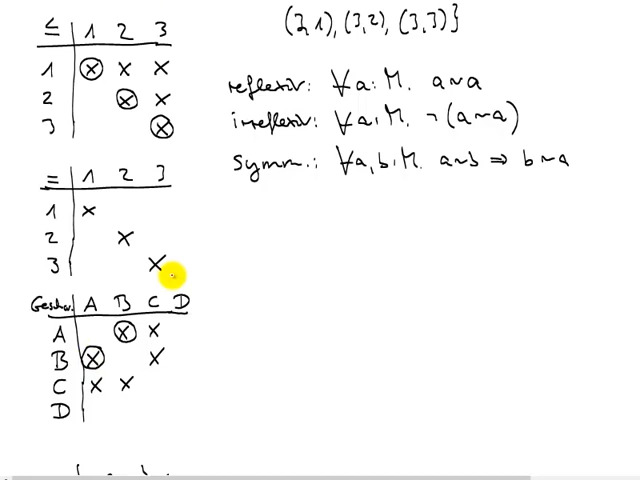 (3,1), (3,2), (3,3)}
≤ 1 2 3
1 x x x
2 x x
3 x
reflexiv: ∀a:M. a~a
irreflexiv: ∀a:M. ¬(a~a)
Symm.: ∀a,b:M. a~b ⇒ b~a
= 1 2 3
1 x
2 x
3 x
Geschw. A B C D
A x x
B x x
C x x
D